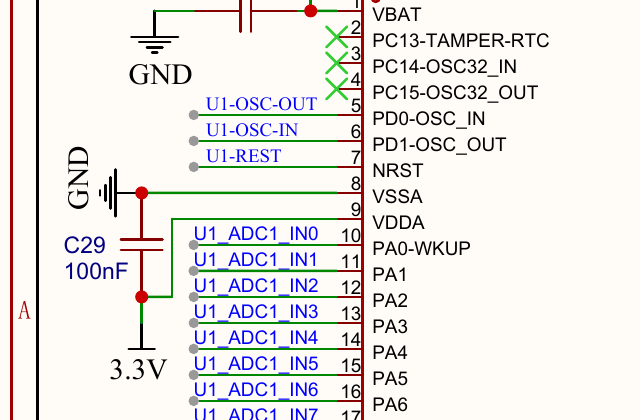 1 VBAT
2 PC13-TAMPER-RTC
3 PC14-OSC32_IN
4 PC15-OSC32_OUT
GND
U1-OSC-OUT 5 PD0-OSC_IN
U1-OSC-IN 6 PD1-OSC_OUT
U1-REST 7 NRST
GND
8 VSSA
9 VDDA
C29
100nF
3.3V
U1_ADC1_IN0 10 PA0-WKUP
U1_ADC1_IN1 11 PA1
U1_ADC1_IN2 12 PA2
U1_ADC1_IN3 13 PA3
U1_ADC1_IN4 14 PA4
U1_ADC1_IN5 15 PA5
U1_ADC1_IN6 16 PA6
U1_ADC1_IN7 17
A